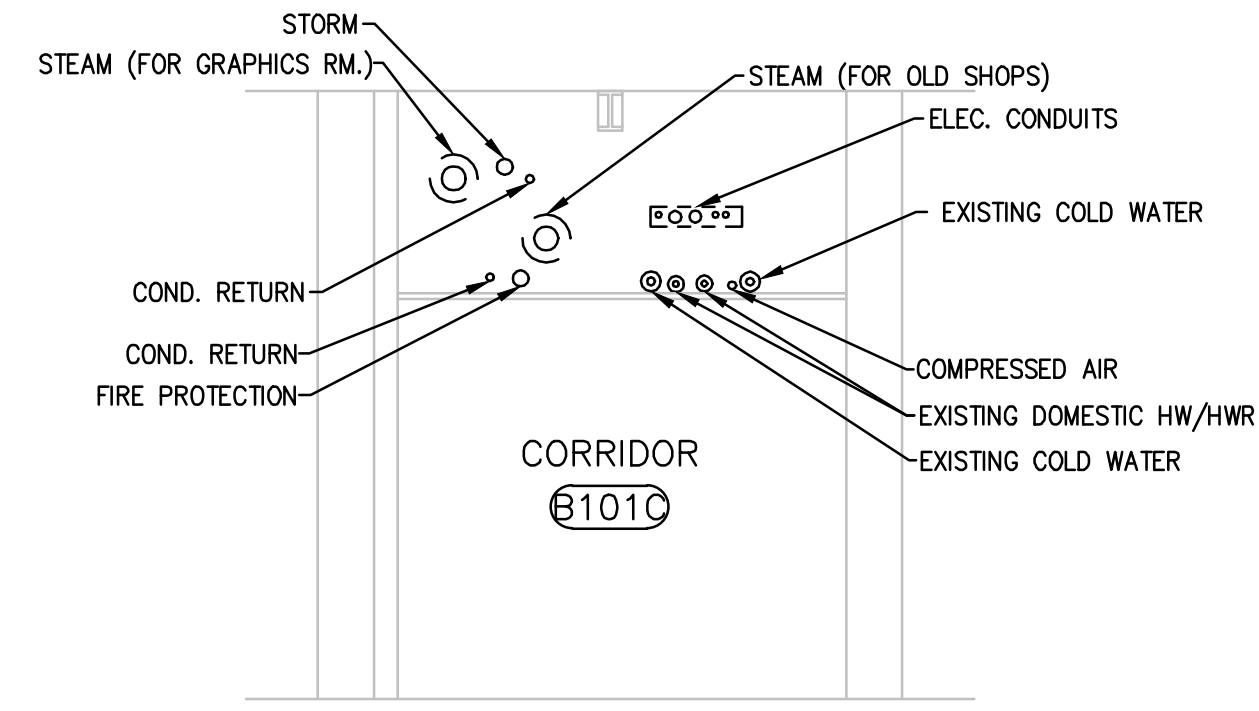 STORM
STEAM (FOR GRAPHICS RM.)
STEAM (FOR OLD SHOPS)
ELEC. CONDUITS
EXISTING COLD WATER
COND. RETURN
COND. RETURN
FIRE PROTECTION
COMPRESSED AIR
EXISTING DOMESTIC HW/HWR
EXISTING COLD WATER
CORRIDOR
B101C